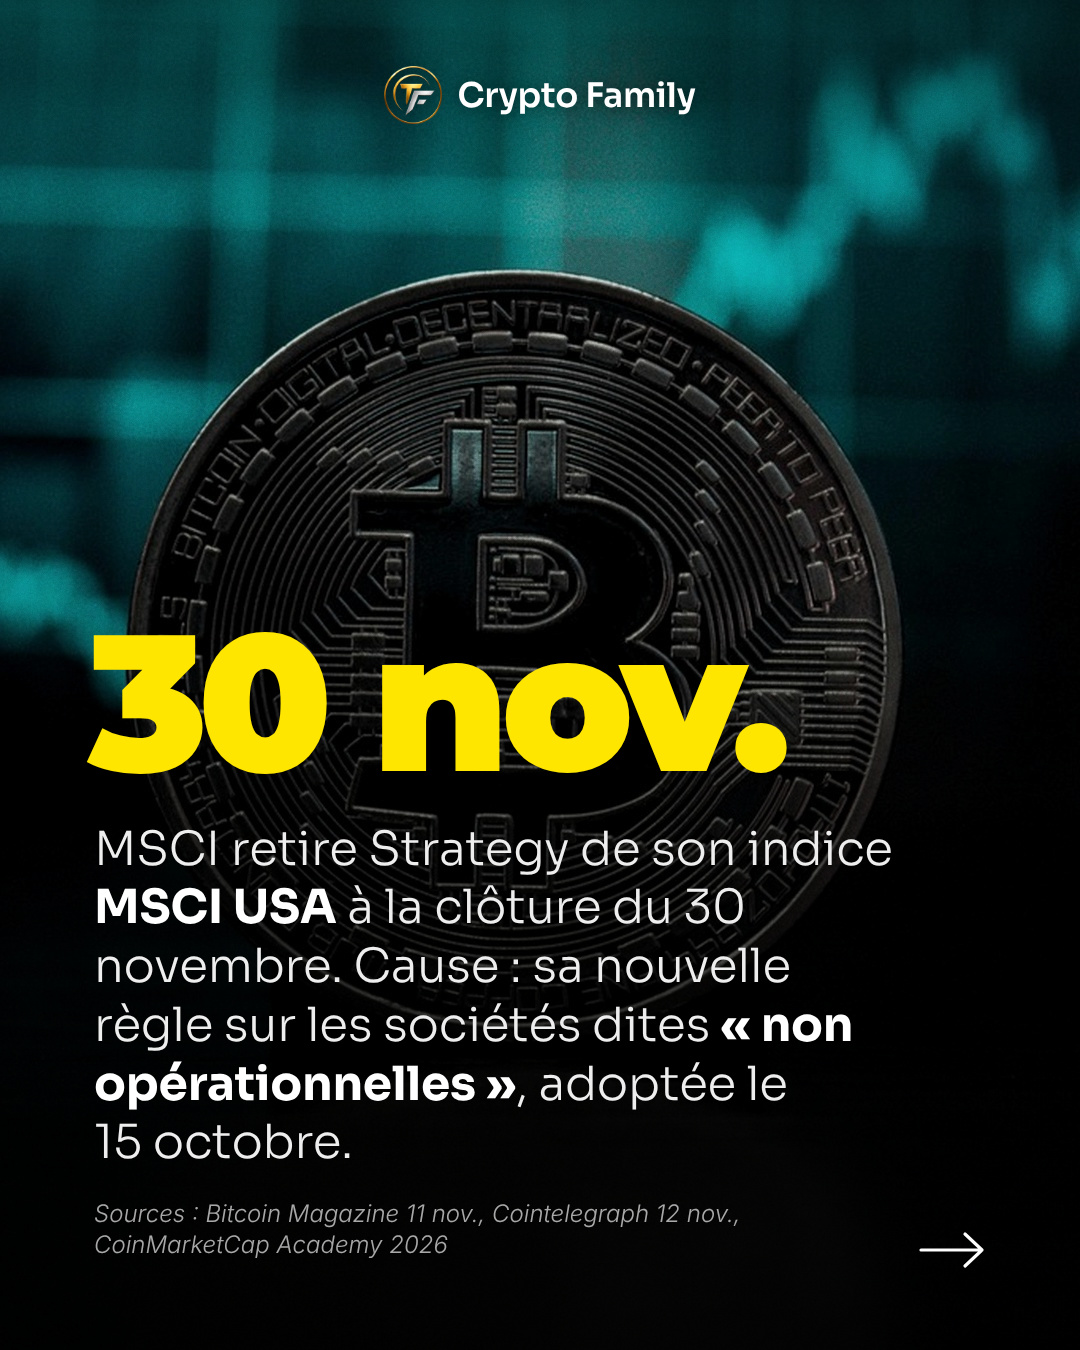 TF Crypto Family
BITCOIN·DIGITAL·DECENTRALIZED·PEER TO PEER
30 nov.
MSCI retire Strategy de son indice
MSCI USA à la clôture du 30
novembre. Cause : sa nouvelle
règle sur les sociétés dites « non
opérationnelles », adoptée le
15 octobre.
Sources : Bitcoin Magazine 11 nov., Cointelegraph 12 nov.,
CoinMarketCap Academy 2026